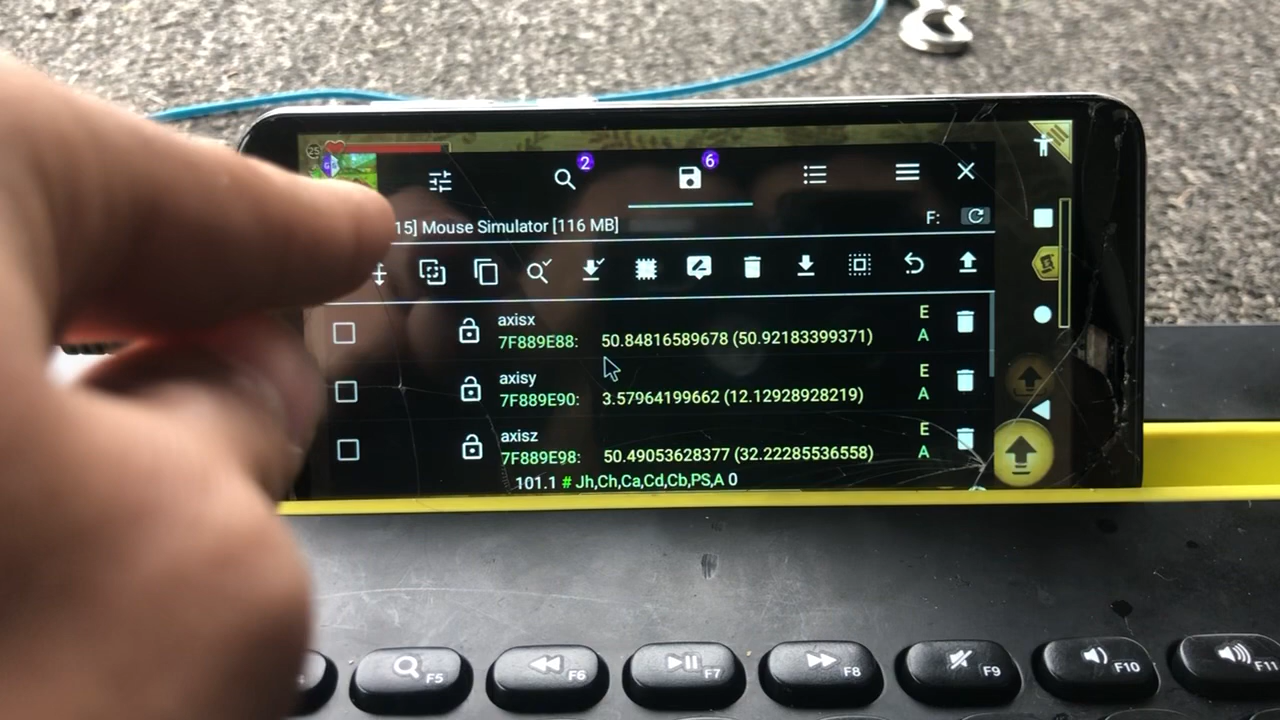 25
2
6
15] Mouse Simulator [116 MB]
F:
axisx
E
7F889E88: 50.84816589678 (50.92183399371)
A
axisy
E
7F889E90: 3.57964199662 (12.12928928219)
A
axisz
E
7F889E98: 50.49053628377 (32.22285536558)
A
101.1 # Jh,Ch,Ca,Cd,Cb,PS,A 0
F5
F6
F7
F8
F9
F10
F11